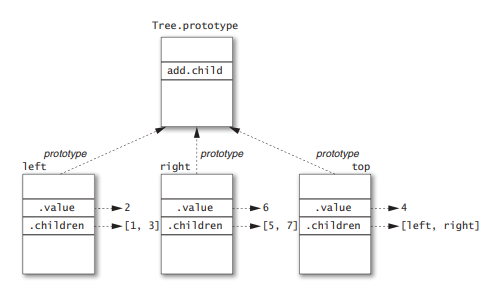 Tree.prototype
add.child
prototype prototype prototype
left right top
.value 2 .value 6 .value 4
.children [1, 3] .children [5, 7] .children [left, right]